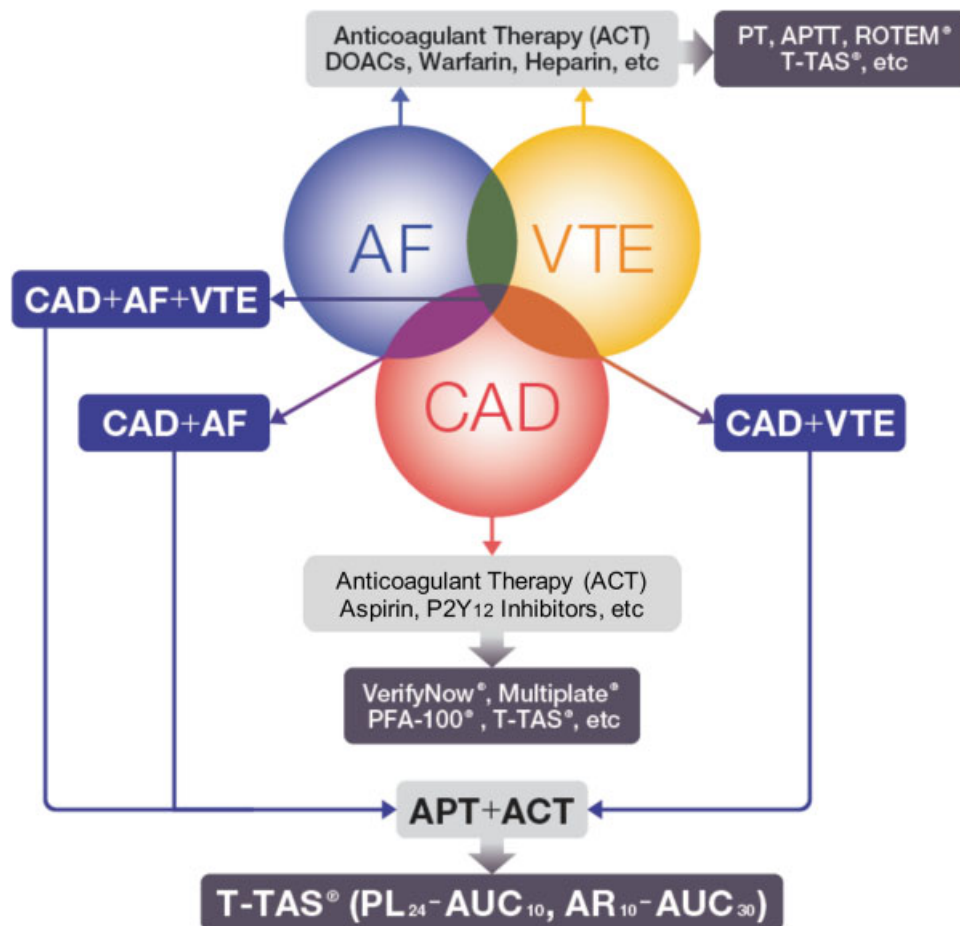 Anticoagulant Therapy (ACT)
DOACs, Warfarin, Heparin, etc
PT, APTT, ROTEM®
T-TAS®, etc
AF
VTE
CAD
CAD+AF+VTE
CAD+AF
CAD+VTE
Anticoagulant Therapy (ACT)
Aspirin, P2Y12 Inhibitors, etc
VerifyNow®, Multiplate®
PFA-100®, T-TAS®, etc
APT+ACT
T-TAS® (PL24-AUC10, AR10-AUC30)